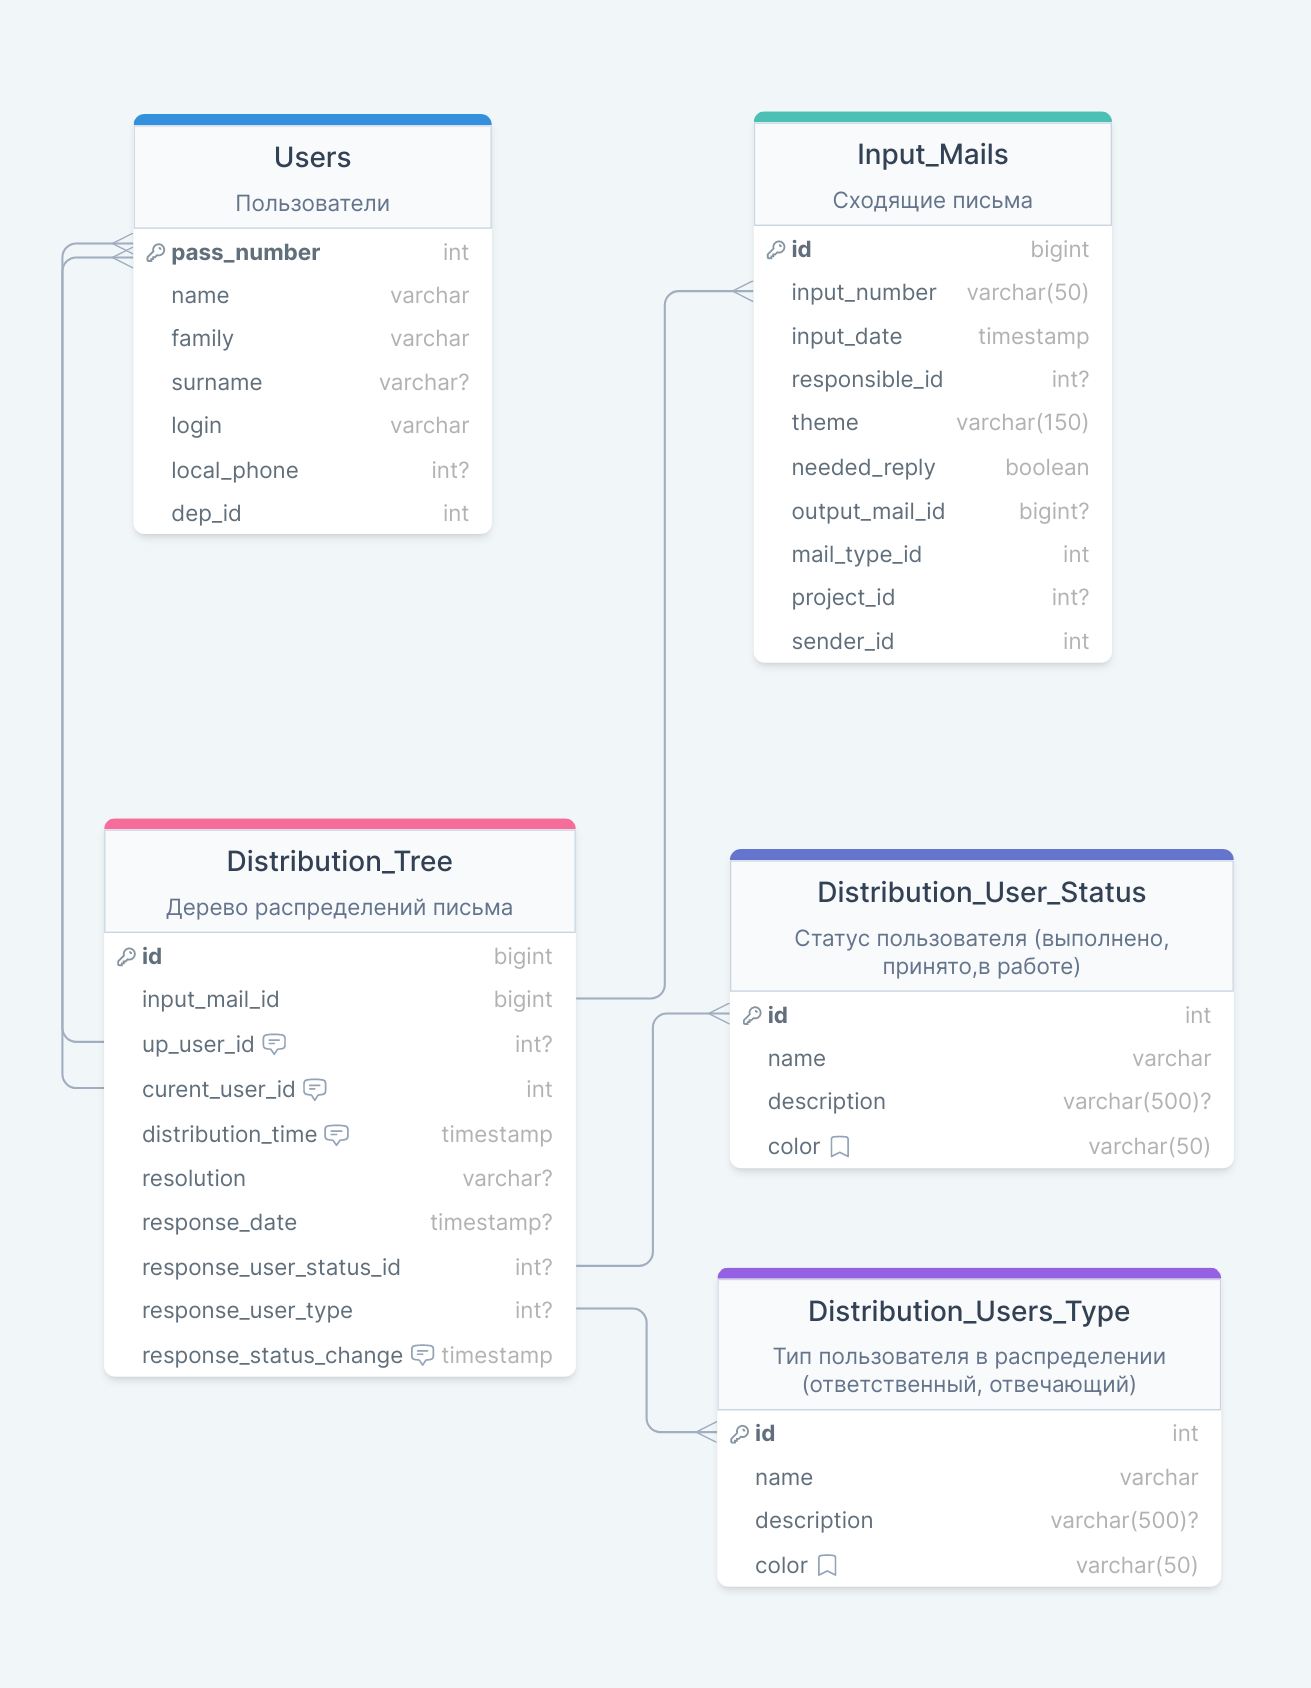 Users
Пользователи
pass_number int
name varchar
family varchar
surname varchar?
login varchar
local_phone int?
dep_id int
Input_Mails
Сходящие письма
id bigint
input_number varchar(50)
input_date timestamp
responsible_id int?
theme varchar(150)
needed_reply boolean
output_mail_id bigint?
mail_type_id int
project_id int?
sender_id int
Distribution_Tree
Дерево распределений письма
id bigint
input_mail_id bigint
up_user_id int?
curent_user_id int
distribution_time timestamp
resolution varchar?
response_date timestamp?
response_user_status_id int?
response_user_type int?
response_status_change timestamp
Distribution_User_Status
Статус пользователя (выполнено,
принято,в работе)
id int
name varchar
description varchar(500)?
color varchar(50)
Distribution_Users_Type
Тип пользователя в распределении
(ответственный, отвечающий)
id int
name varchar
description varchar(500)?
color varchar(50)